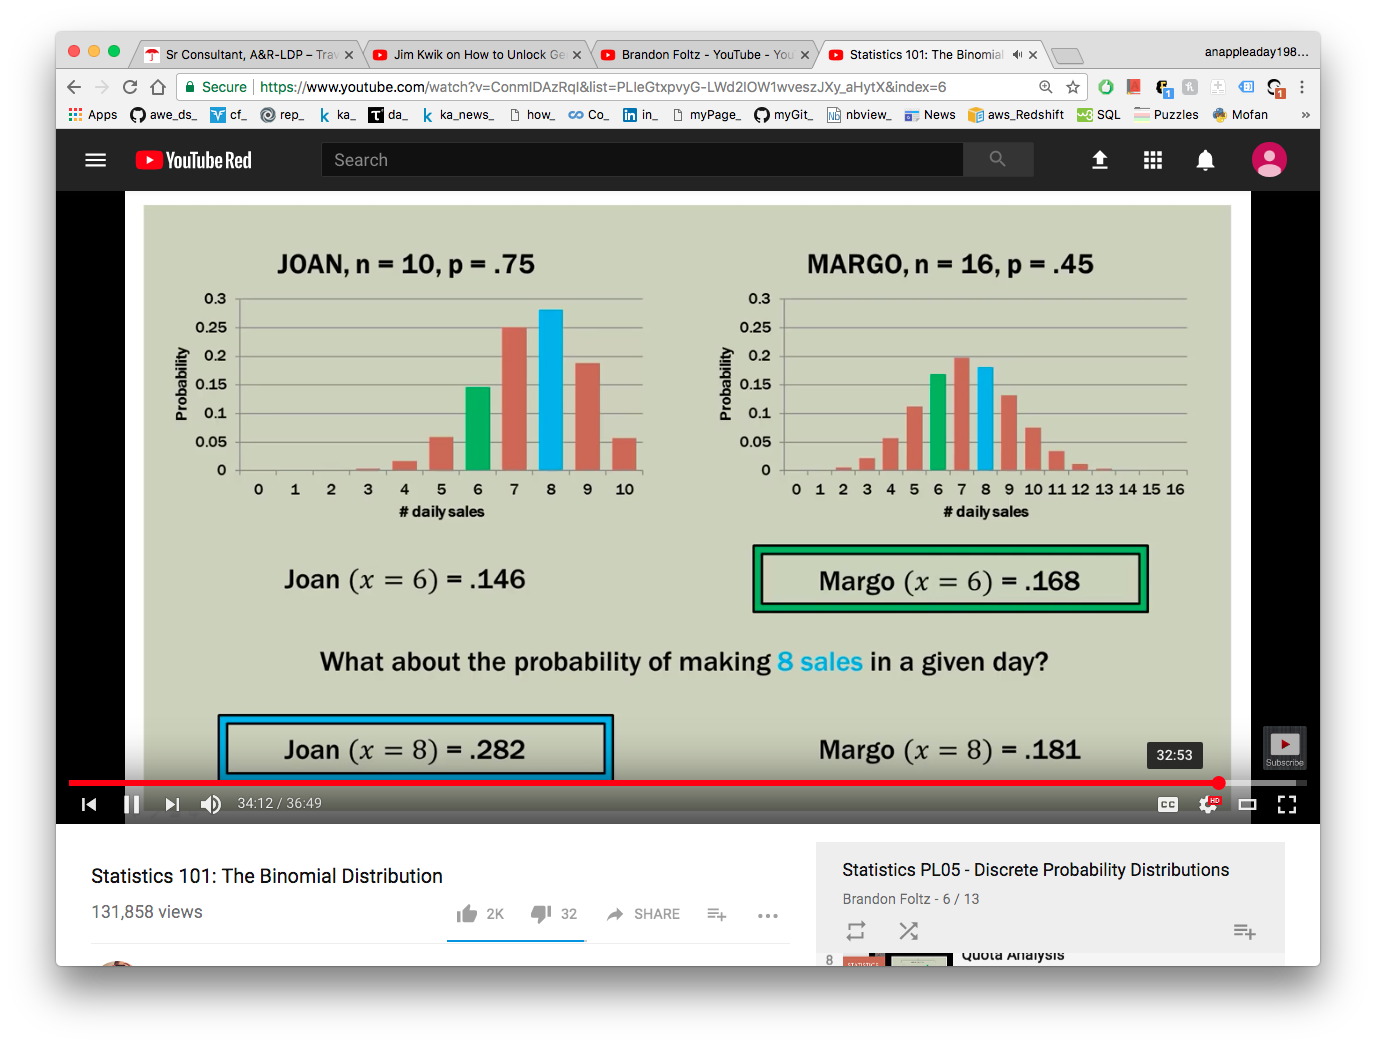 Sr Consultant, A&R-LDP – Trav
Jim Kwik on How to Unlock Ge
Brandon Foltz - YouTube - You
Statistics 101: The Binomial
anappleaday198...
Secure https://www.youtube.com/watch?v=ConmIDAzRqI&list=PLIeGtxpvyG-LWd2IOW1wveszJXy_aHytX&index=6
1
1
Apps awe_ds_ cf_ rep_ ka_ da_ ka_news_ how_ Co_ in_ myPage_ myGit_ nbview_ News aws_Redshift SQL Puzzles Mofan »
YouTube Red
Search
JOAN, n = 10, p = .75
0.3
0.25
0.2
0.15
0.1
0.05
0
Probability
0 1 2 3 4 5 6 7 8 9 10
# daily sales
MARGO, n = 16, p = .45
0.3
0.25
0.2
0.15
0.1
0.05
0
Probability
0 1 2 3 4 5 6 7 8 9 10 11 12 13 14 15 16
# daily sales
Joan (x = 6) = .146
Margo (x = 6) = .168
What about the probability of making 8 sales in a given day?
Joan (x = 8) = .282
Margo (x = 8) = .181
32:53
Subscribe
34:12 / 36:49
CC
HD
Statistics 101: The Binomial Distribution
131,858 views
2K
32
SHARE
Statistics PL05 - Discrete Probability Distributions
Brandon Foltz - 6 / 13
8
STATISTICS
Quota Analysis